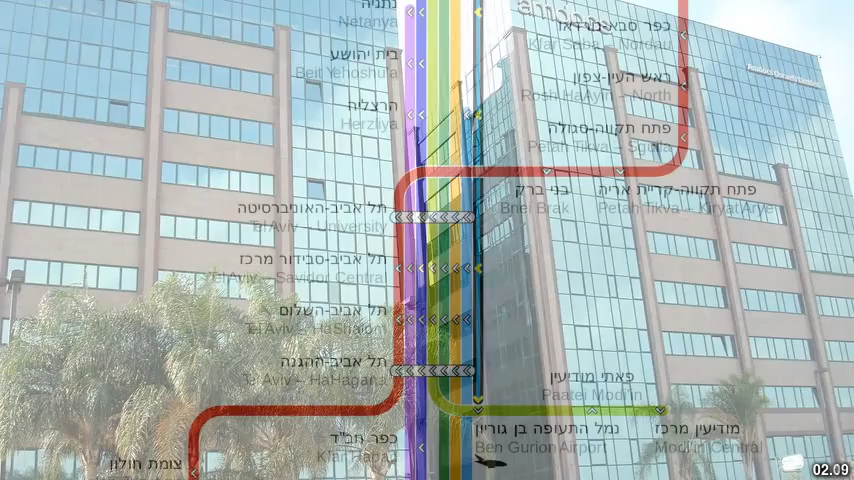 נתניה
Netanya
בית יהושע
Beit Yehoshu'a
הרצליה
Herzliya
כפר סבא-נורדאו
Kfar Saba - Nordau
ראש העין-צפון
Rosh HaAyin - North
פתח תקווה-סגולה
Petah Tikva - Sgula
בני ברק
Bnei Brak
פתח תקווה-קריית אריה
Petah Tikva - Kiryat Arye
תל אביב-האוניברסיטה
Tel Aviv - University
תל אביב-סבידור מרכז
Tel Aviv - Savidor Central
תל אביב-השלום
Tel Aviv - HaShalom
תל אביב-ההגנה
Tel Aviv - HaHagana
פאתי מודיעין
Paatei Modi'in
נמל התעופה בן גוריון
Ben Gurion Airport
מודיעין מרכז
Modi'in Central
כפר חב"ד
Kfar Habad
צומת חולון
02.09